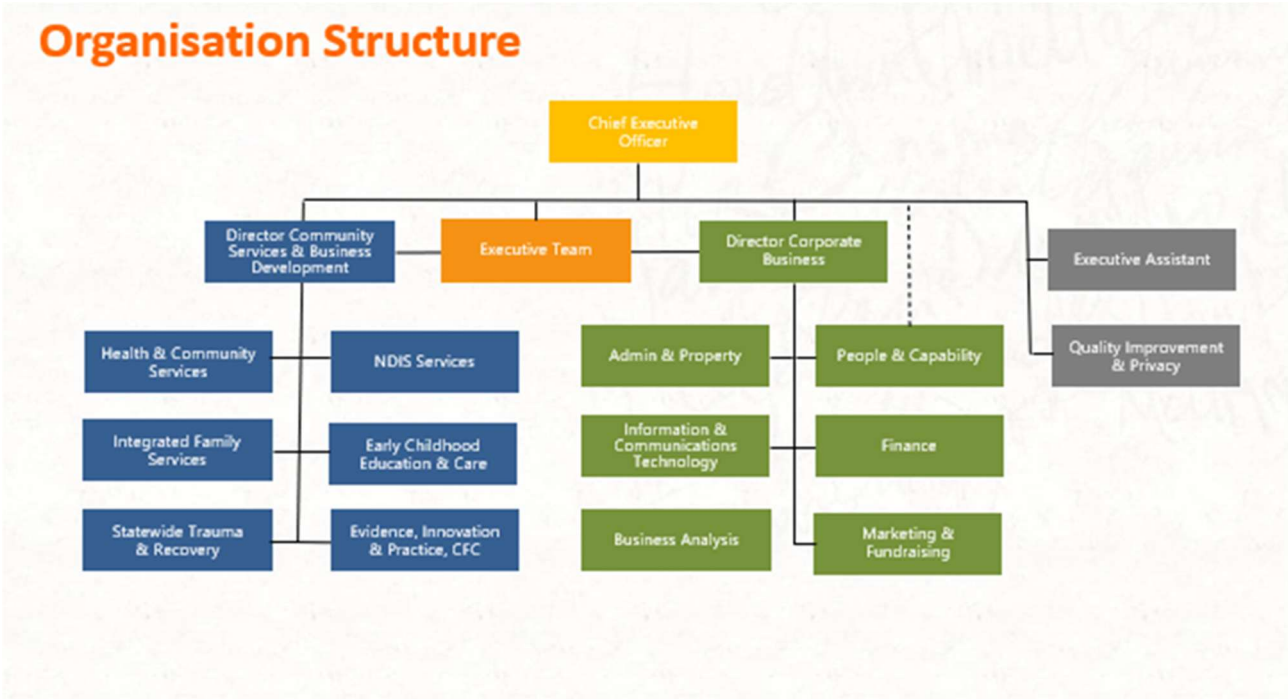 Organisation Structure
Chief Executive
Officer
Director Community
Services & Business
Development
Executive Team
Director Corporate
Business
Executive Assistant
Health & Community
Services
NDIS Services
Admin & Property
People & Capability
Quality Improvement
& Privacy
Integrated Family
Services
Early Childhood
Education & Care
Information &
Communications
Technology
Finance
Statewide Trauma
& Recovery
Evidence, Innovation
& Practice, CFC
Business Analysis
Marketing &
Fundraising